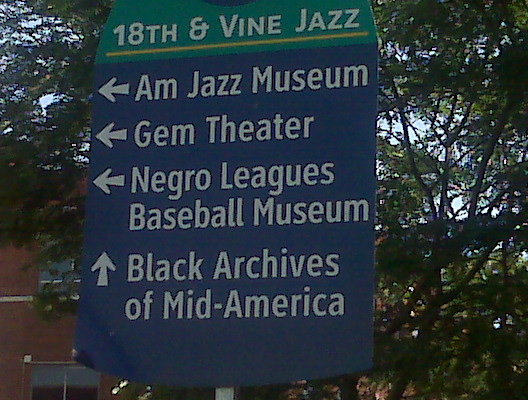 18TH & VINE JAZZ
← Am Jazz Museum
← Gem Theater
← Negro Leagues
Baseball Museum
↑ Black Archives
of Mid-America